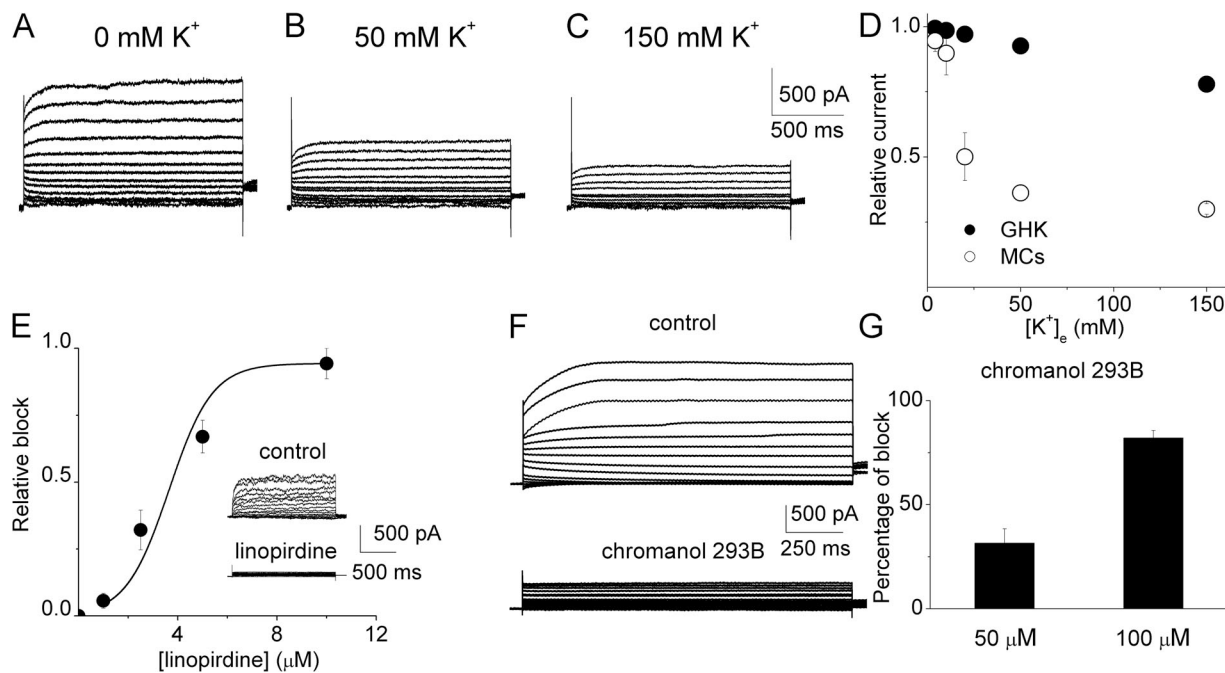 A
0 mM K⁺
B
50 mM K⁺
C
150 mM K⁺
500 pA
500 ms
D
1.0
0.5
Relative current
GHK
MCs
0
50
100
150
[K⁺]ₑ (mM)
E
1.0
0.5
0.0
Relative block
control
500 pA
linopirdine
500 ms
4
8
12
[linopirdine] (μM)
F
control
500 pA
250 ms
chromanol 293B
G
chromanol 293B
100
50
0
Percentage of block
50 μM
100 μM